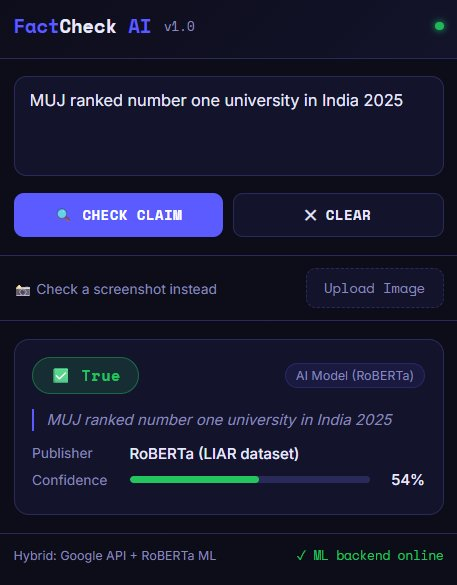 FactCheck AI v1.0
MUJ ranked number one university in India 2025
CHECK CLAIM
CLEAR
Check a screenshot instead
Upload Image
True
AI Model (RoBERTa)
MUJ ranked number one university in India 2025
Publisher RoBERTa (LIAR dataset)
Confidence 54%
Hybrid: Google API + RoBERTa ML
✓ ML backend online